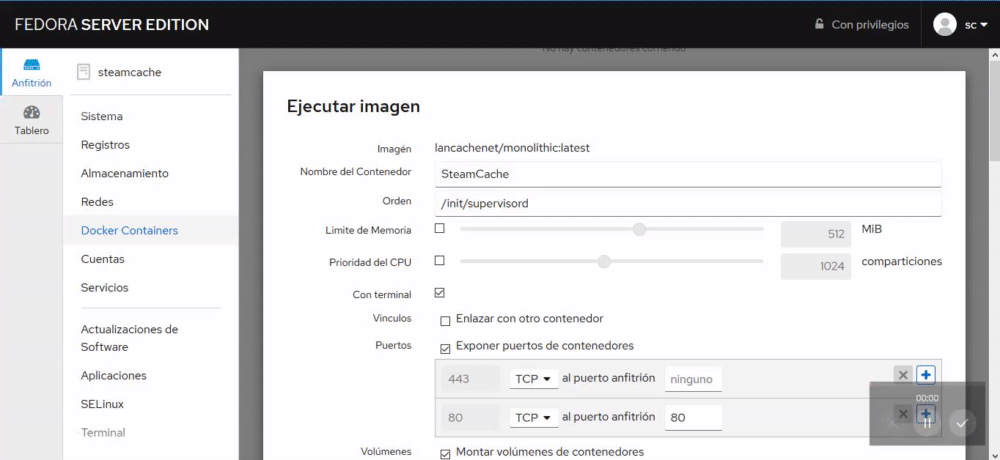 FEDORA SERVER EDITION
Con privilegios
sc
No hay contenedores corriendo
Anfitrión
Tablero
steamcache
Sistema
Registros
Almacenamiento
Redes
Docker Containers
Cuentas
Servicios
Actualizaciones de
Software
Aplicaciones
SELinux
Terminal
Ejecutar imagen
Imagén lancachenet/monolithic:latest
Nombre del Contenedor SteamCache
Orden /init/supervisord
Limite de Memoria 512 MiB
Prioridad del CPU 1024 comparticiones
Con terminal
Vinculos Enlazar con otro contenedor
Puertos Exponer puertos de contenedores
443 TCP al puerto anfitrión ninguno
80 TCP al puerto anfitrión 80
00:00
Volúmenes Montar volúmenes de contenedores